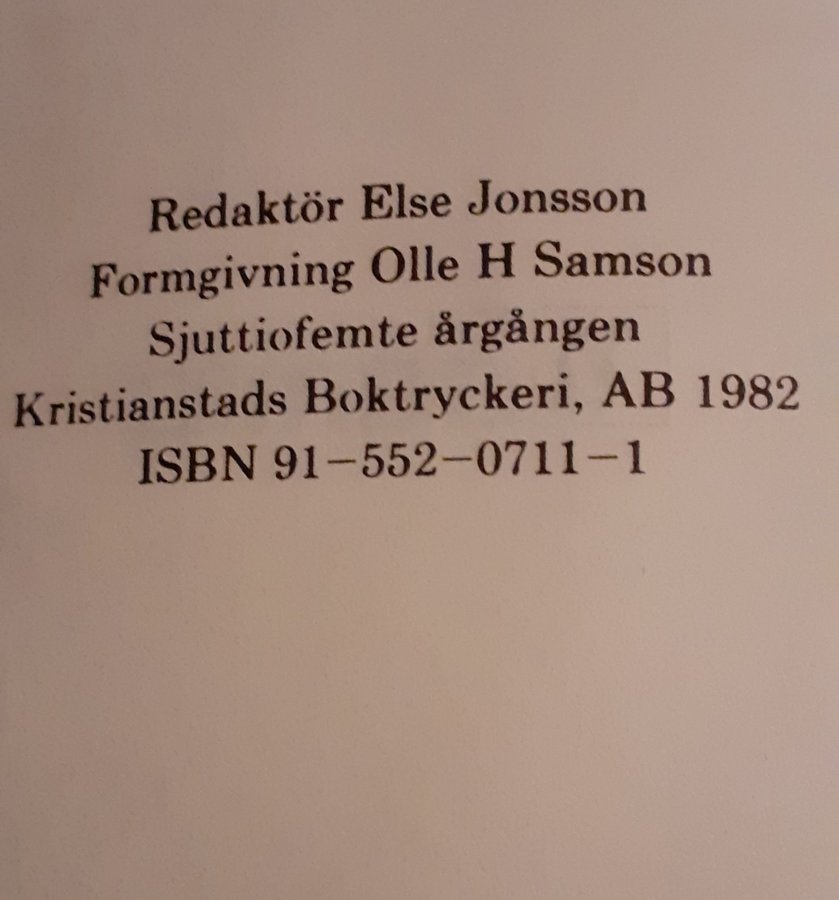 Redaktör Else Jonsson
Formgivning Olle H Samson
Sjuttiofemte årgången
Kristianstads Boktryckeri, AB 1982
ISBN 91–552–0711–1